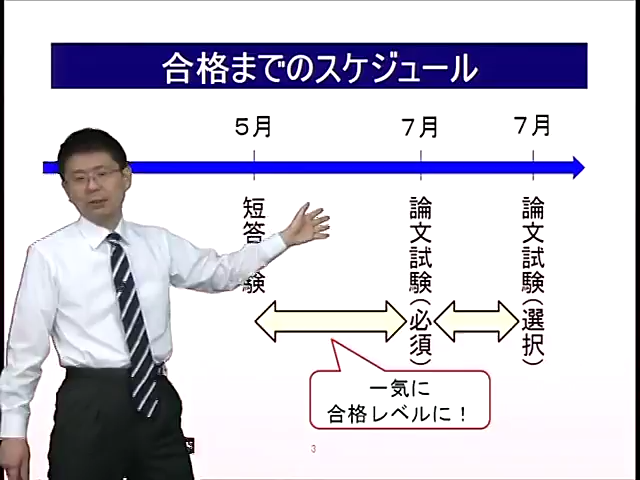 合格までのスケジュール
5月
7月
7月
短答
験
論文試験(必須)
論文試験(選択)
一気に
合格レベルに!
3